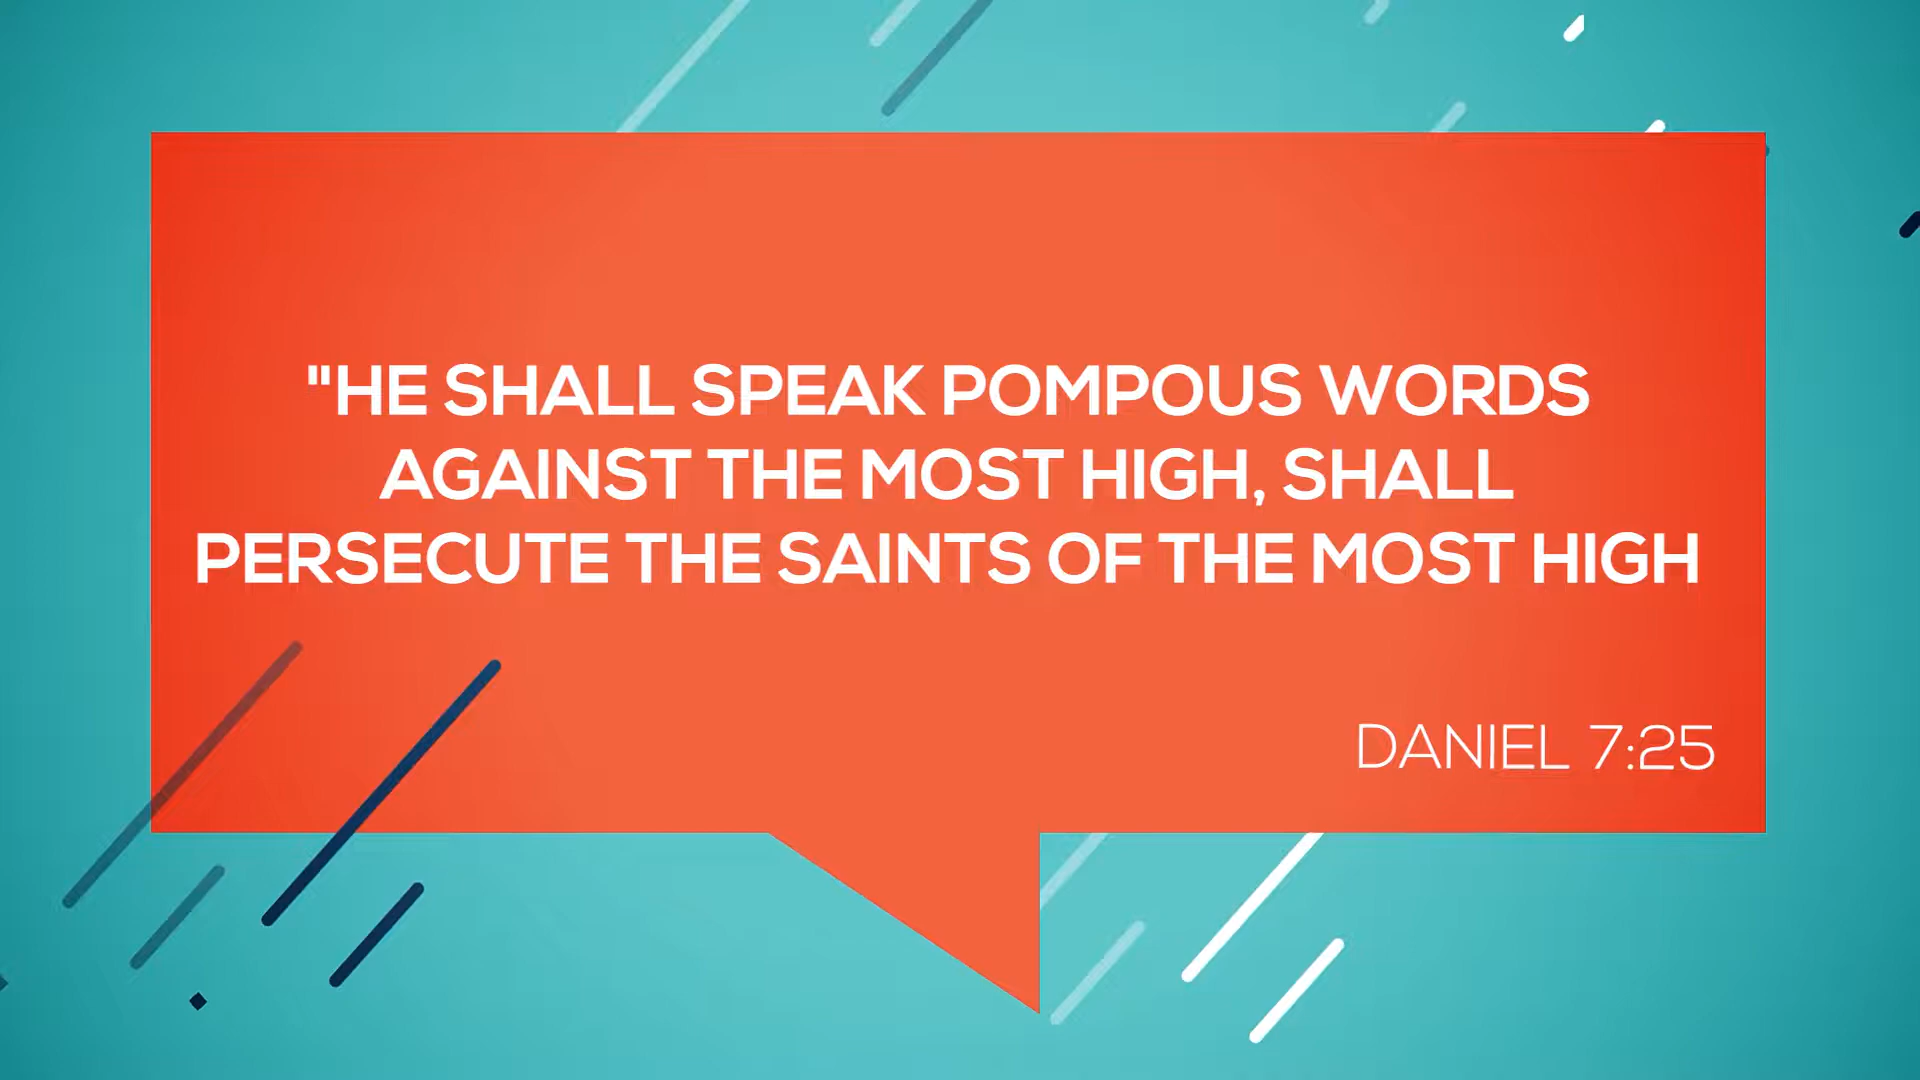 "HE SHALL SPEAK POMPOUS WORDS
AGAINST THE MOST HIGH, SHALL
PERSECUTE THE SAINTS OF THE MOST HIGH
DANIEL 7:25